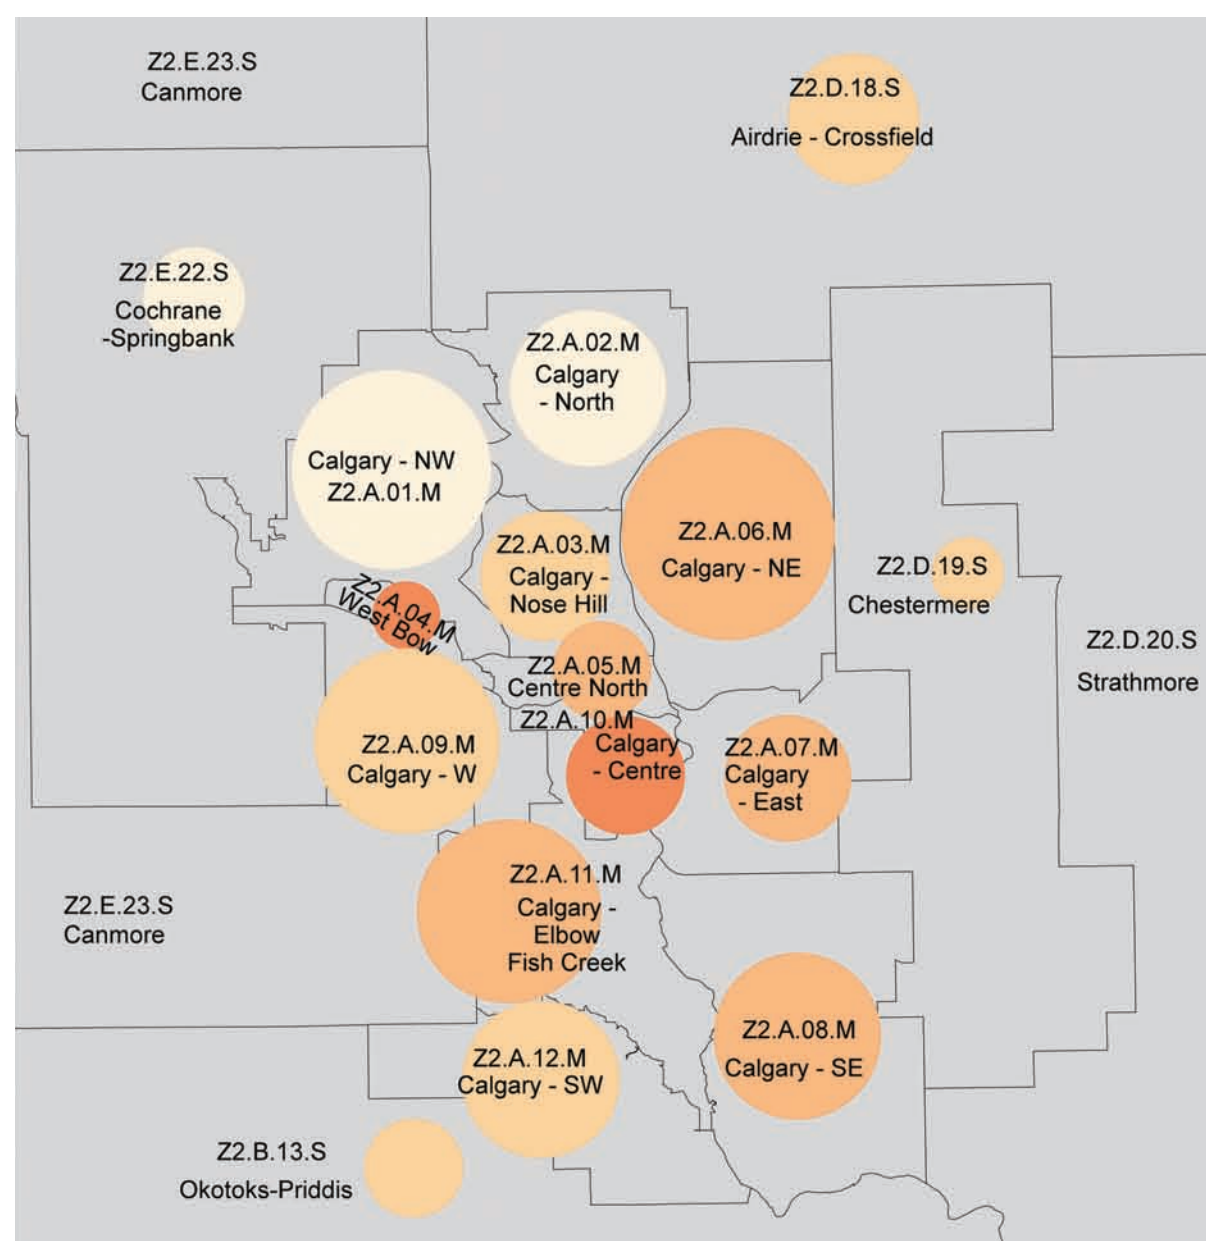 Z2.E.23.S
Canmore
Z2.D.18.S
Airdrie - Crossfield
Z2.E.22.S
Cochrane
-Springbank
Z2.A.02.M
Calgary
- North
Calgary - NW
Z2.A.01.M
Z2.A.03.M
Calgary -
Nose Hill
Z2.A.06.M
Calgary - NE
Z2.D.19.S
Chestermere
Z2.A.04.M
West Bow
Z2.A.05.M
Centre North
Z2.D.20.S
Strathmore
Z2.A.10.M
Calgary
- Centre
Z2.A.09.M
Calgary - W
Z2.A.07.M
Calgary
- East
Z2.A.11.M
Calgary -
Elbow
Fish Creek
Z2.E.23.S
Canmore
Z2.A.08.M
Calgary - SE
Z2.A.12.M
Calgary - SW
Z2.B.13.S
Okotoks-Priddis